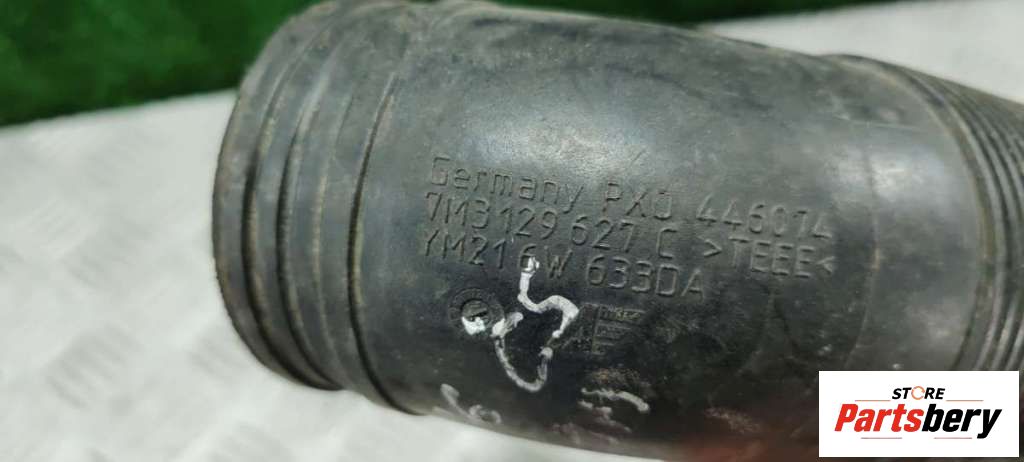 Germany PXO 446074
7M3 129 627 C >TEEE<
YM21 6W 633DA
STORE
Partsbery